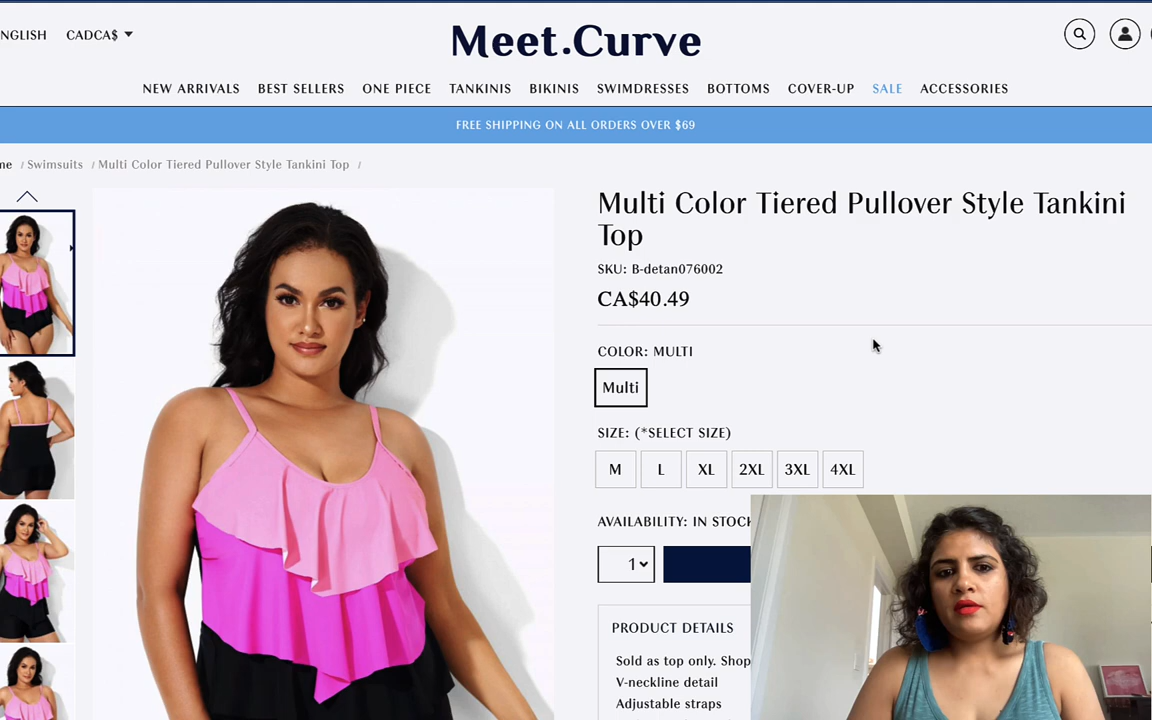 NGLISH CADCA$
Meet.Curve
NEW ARRIVALS BEST SELLERS ONE PIECE TANKINIS BIKINIS SWIMDRESSES BOTTOMS COVER-UP SALE ACCESSORIES
FREE SHIPPING ON ALL ORDERS OVER $69
me / Swimsuits / Multi Color Tiered Pullover Style Tankini Top /
Multi Color Tiered Pullover Style Tankini
Top
SKU: B-detan076002
CA$40.49
COLOR: MULTI
Multi
SIZE: (*SELECT SIZE)
M L XL 2XL 3XL 4XL
AVAILABILITY: IN STOCK
1
PRODUCT DETAILS
Sold as top only. Shop
V-neckline detail
Adjustable straps